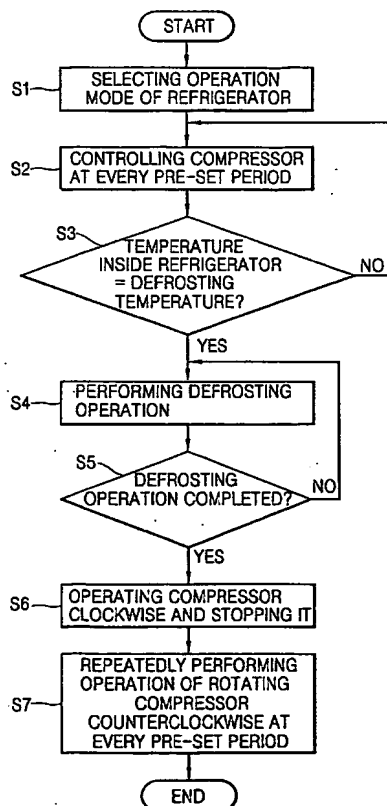 START
S1
SELECTING OPERATION
MODE OF REFRIGERATOR
S2
CONTROLLING COMPRESSOR
AT EVERY PRE-SET PERIOD
S3
TEMPERATURE
INSIDE REFRIGERATOR
= DEFROSTING
TEMPERATURE?
NO
YES
S4
PERFORMING DEFROSTING
OPERATION
S5
DEFROSTING
OPERATION COMPLETED?
NO
YES
S6
OPERATING COMPRESSOR
CLOCKWISE AND STOPPING IT
S7
REPEATEDLY PERFORMING
OPERATION OF ROTATING
COMPRESSOR
COUNTERCLOCKWISE AT
EVERY PRE-SET PERIOD
END